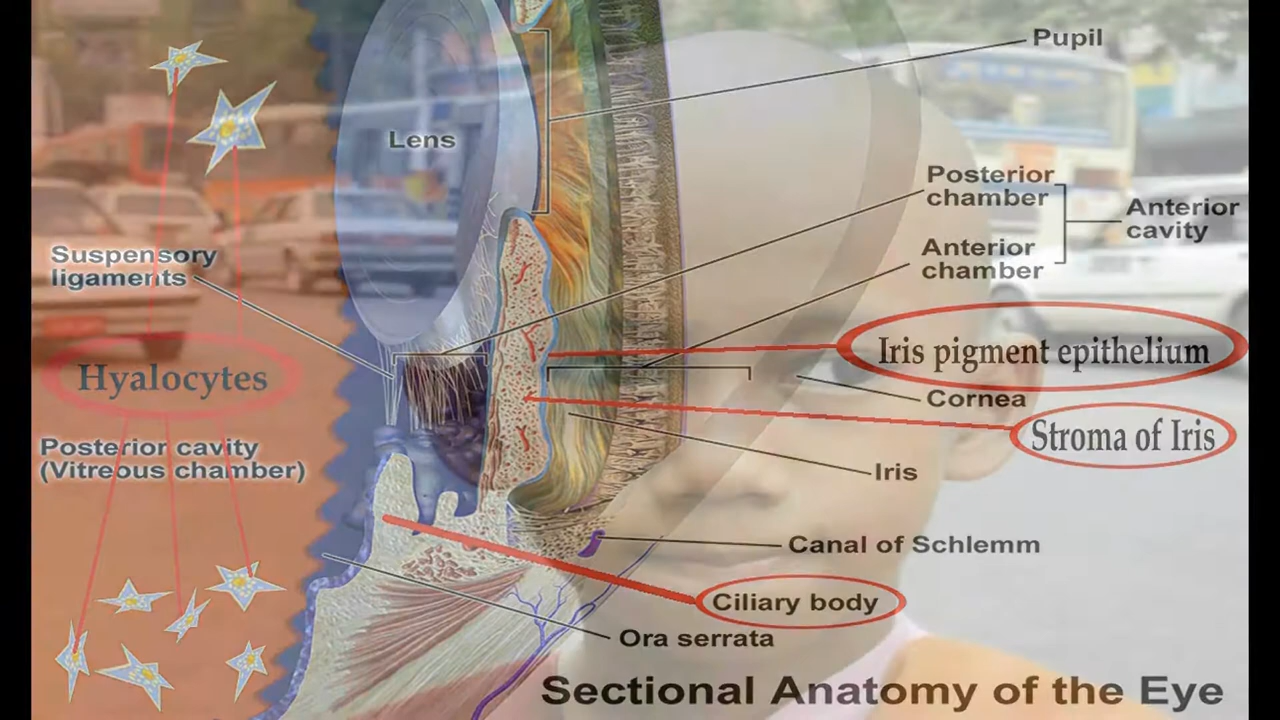 Pupil
Lens
Posterior
chamber
Anterior
cavity
Anterior
chamber
Suspensory
ligaments
Iris pigment epithelium
Hyalocytes
Cornea
Stroma of Iris
Posterior cavity
(Vitreous chamber)
Iris
Canal of Schlemm
Ciliary body
Ora serrata
Sectional Anatomy of the Eye